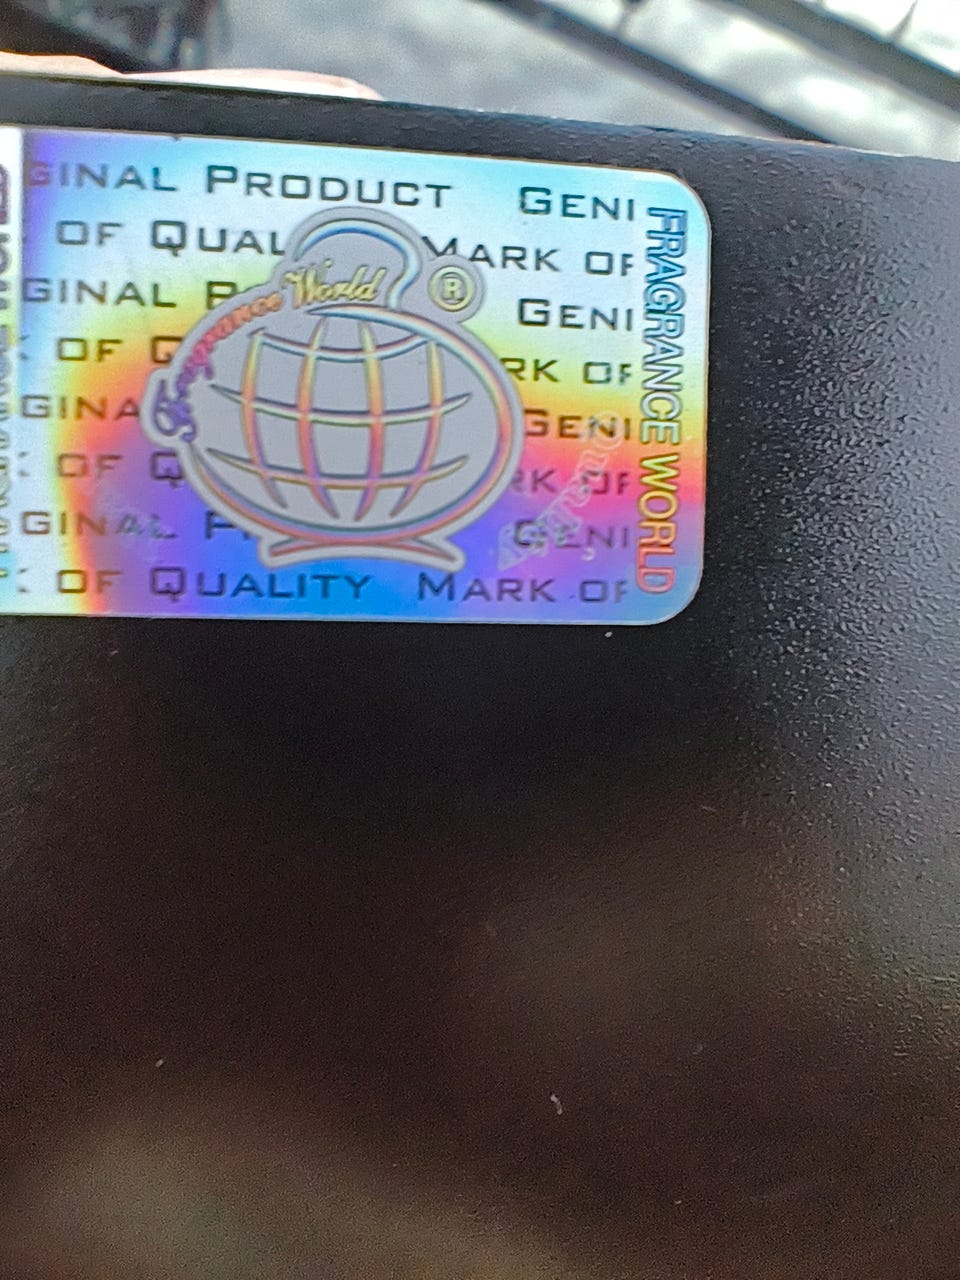 GINAL PRODUCT GENI
OF QUAL MARK OF
GINAL P GENI
OF Q RK OF
GINA GENI
OF Q RK OF
GINAL P GENI
OF QUALITY MARK OF
Fragrance World ®
FRAGRANCE WORLD